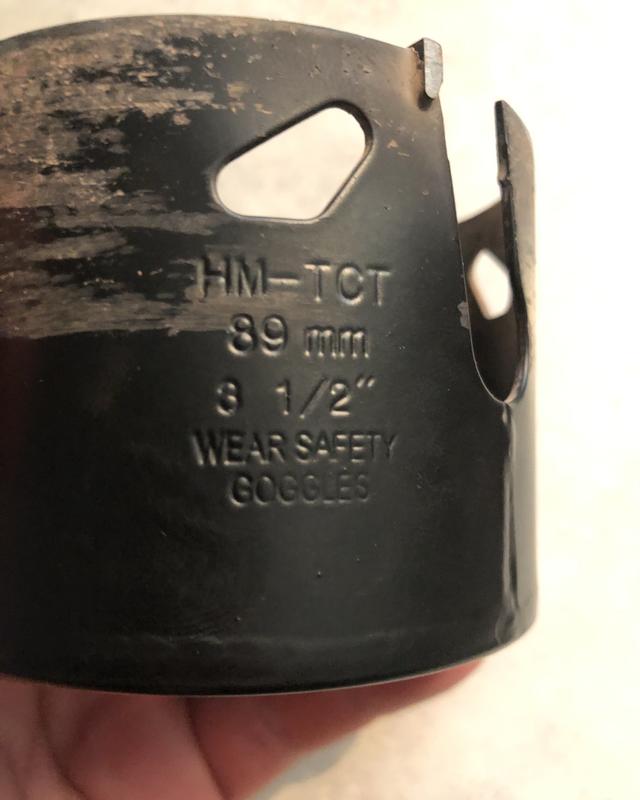 HM-TCT
89 mm
3 1/2"
WEAR SAFETY
GOGGLES